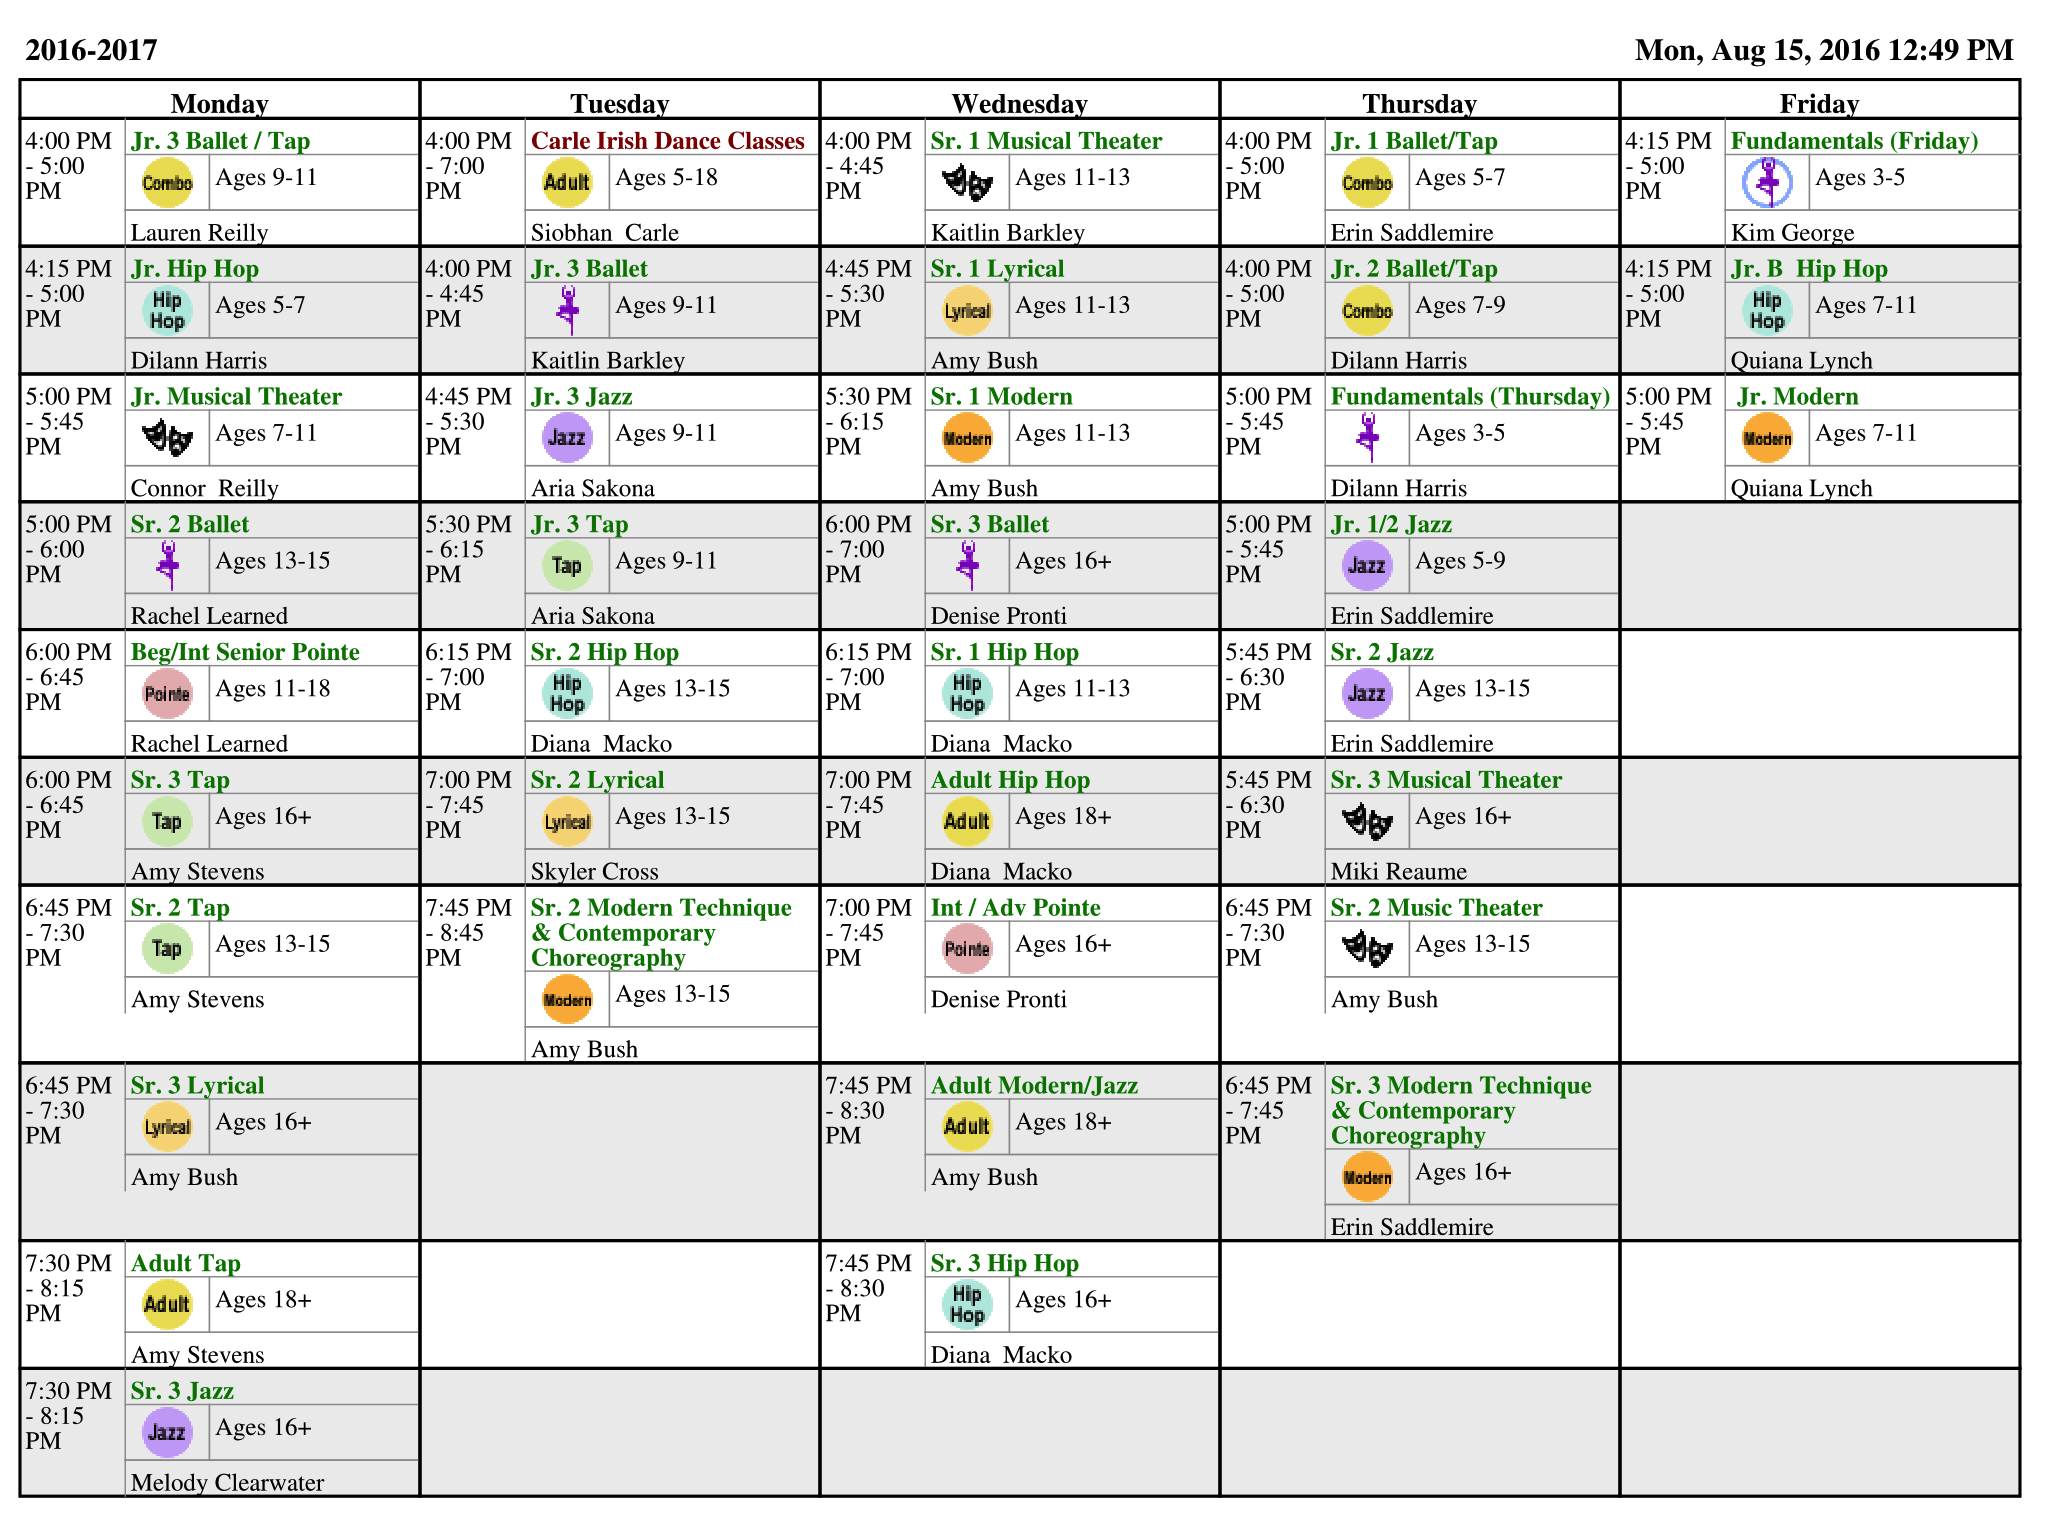 2016-2017
Mon, Aug 15, 2016 12:49 PM
Monday
Tuesday
Wednesday
Thursday
Friday
4:00 PM
- 5:00
PM
Jr. 3 Ballet / Tap
Combo
Ages 9-11
Lauren Reilly
4:00 PM
- 7:00
PM
Carle Irish Dance Classes
Adult
Ages 5-18
Siobhan  Carle
4:00 PM
- 4:45
PM
Sr. 1 Musical Theater
Ages 11-13
Kaitlin Barkley
4:00 PM
- 5:00
PM
Jr. 1 Ballet/Tap
Combo
Ages 5-7
Erin Saddlemire
4:15 PM
- 5:00
PM
Fundamentals (Friday)
Ages 3-5
Kim George
4:15 PM
- 5:00
PM
Jr. Hip Hop
Hip
Hop
Ages 5-7
Dilann Harris
4:00 PM
- 4:45
PM
Jr. 3 Ballet
Ages 9-11
Kaitlin Barkley
4:45 PM
- 5:30
PM
Sr. 1 Lyrical
Lyrical
Ages 11-13
Amy Bush
4:00 PM
- 5:00
PM
Jr. 2 Ballet/Tap
Combo
Ages 7-9
Dilann Harris
4:15 PM
- 5:00
PM
Jr. B  Hip Hop
Hip
Hop
Ages 7-11
Quiana Lynch
5:00 PM
- 5:45
PM
Jr. Musical Theater
Ages 7-11
Connor  Reilly
4:45 PM
- 5:30
PM
Jr. 3 Jazz
Jazz
Ages 9-11
Aria Sakona
5:30 PM
- 6:15
PM
Sr. 1 Modern
Modern
Ages 11-13
Amy Bush
5:00 PM
- 5:45
PM
Fundamentals (Thursday)
Ages 3-5
Dilann Harris
5:00 PM
- 5:45
PM
Jr. Modern
Modern
Ages 7-11
Quiana Lynch
5:00 PM
- 6:00
PM
Sr. 2 Ballet
Ages 13-15
Rachel Learned
5:30 PM
- 6:15
PM
Jr. 3 Tap
Tap
Ages 9-11
Aria Sakona
6:00 PM
- 7:00
PM
Sr. 3 Ballet
Ages 16+
Denise Pronti
5:00 PM
- 5:45
PM
Jr. 1/2 Jazz
Jazz
Ages 5-9
Erin Saddlemire
6:00 PM
- 6:45
PM
Beg/Int Senior Pointe
Pointe
Ages 11-18
Rachel Learned
6:15 PM
- 7:00
PM
Sr. 2 Hip Hop
Hip
Hop
Ages 13-15
Diana  Macko
6:15 PM
- 7:00
PM
Sr. 1 Hip Hop
Hip
Hop
Ages 11-13
Diana  Macko
5:45 PM
- 6:30
PM
Sr. 2 Jazz
Jazz
Ages 13-15
Erin Saddlemire
6:00 PM
- 6:45
PM
Sr. 3 Tap
Tap
Ages 16+
Amy Stevens
7:00 PM
- 7:45
PM
Sr. 2 Lyrical
Lyrical
Ages 13-15
Skyler Cross
7:00 PM
- 7:45
PM
Adult Hip Hop
Adult
Ages 18+
Diana  Macko
5:45 PM
- 6:30
PM
Sr. 3 Musical Theater
Ages 16+
Miki Reaume
6:45 PM
- 7:30
PM
Sr. 2 Tap
Tap
Ages 13-15
Amy Stevens
7:45 PM
- 8:45
PM
Sr. 2 Modern Technique
& Contemporary
Choreography
Modern
Ages 13-15
Amy Bush
7:00 PM
- 7:45
PM
Int / Adv Pointe
Pointe
Ages 16+
Denise Pronti
6:45 PM
- 7:30
PM
Sr. 2 Music Theater
Ages 13-15
Amy Bush
6:45 PM
- 7:30
PM
Sr. 3 Lyrical
Lyrical
Ages 16+
Amy Bush
7:45 PM
- 8:30
PM
Adult Modern/Jazz
Adult
Ages 18+
Amy Bush
6:45 PM
- 7:45
PM
Sr. 3 Modern Technique
& Contemporary
Choreography
Modern
Ages 16+
Erin Saddlemire
7:30 PM
- 8:15
PM
Adult Tap
Adult
Ages 18+
Amy Stevens
7:45 PM
- 8:30
PM
Sr. 3 Hip Hop
Hip
Hop
Ages 16+
Diana  Macko
7:30 PM
- 8:15
PM
Sr. 3 Jazz
Jazz
Ages 16+
Melody Clearwater